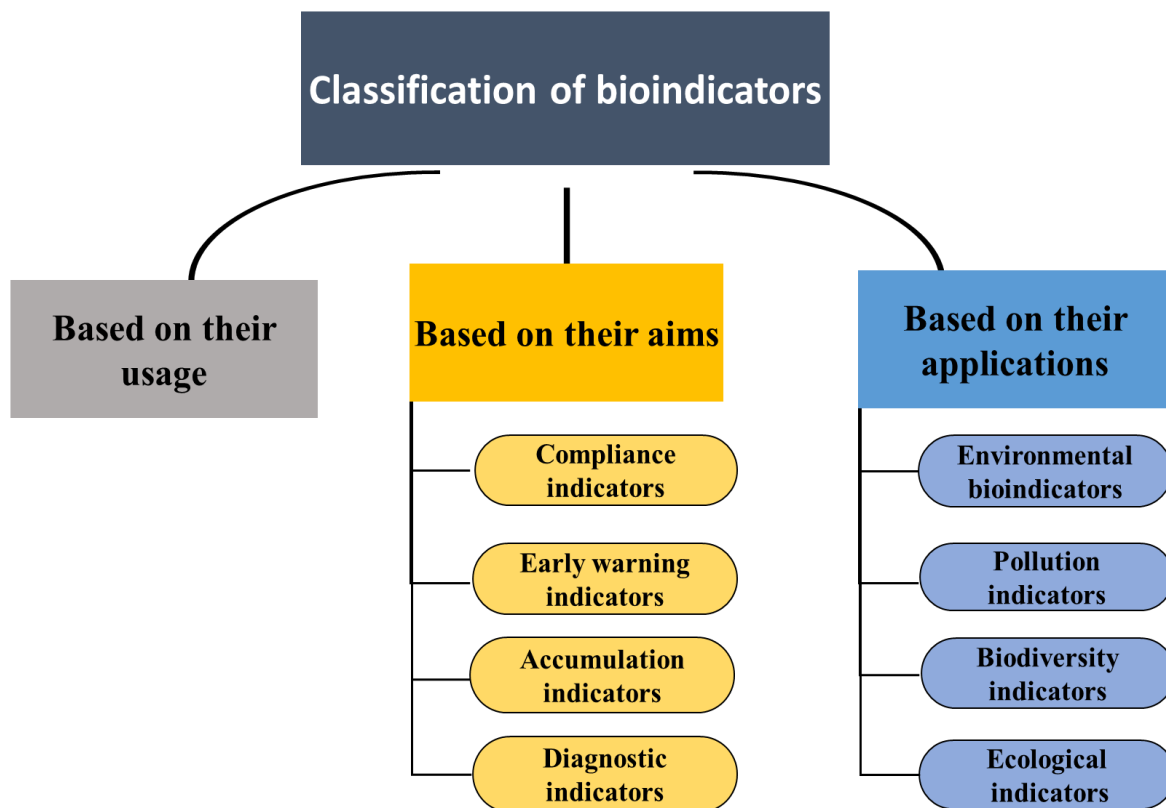 Classification of bioindicators
Based on their
usage
Based on their aims
Compliance
indicators
Early warning
indicators
Accumulation
indicators
Diagnostic
indicators
Based on their
applications
Environmental
bioindicators
Pollution
indicators
Biodiversity
indicators
Ecological
indicators